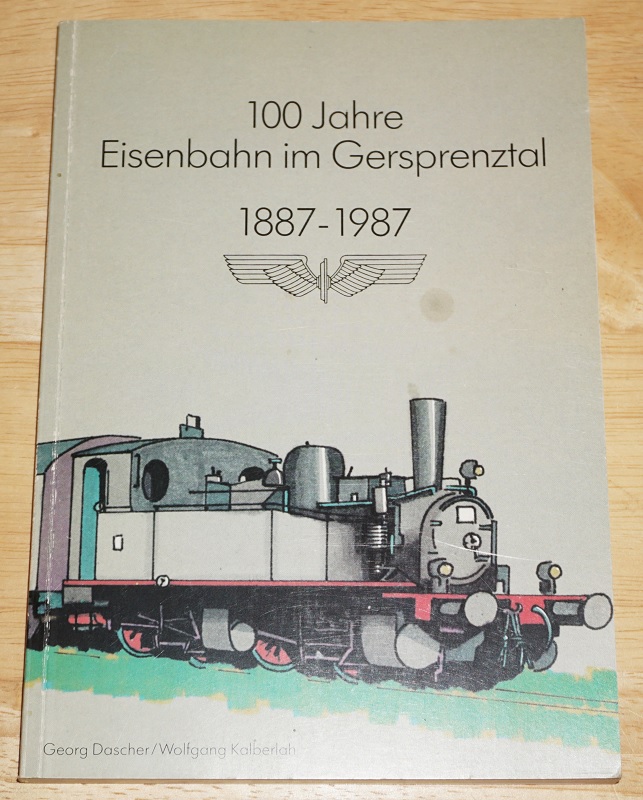 100 Jahre
Eisenbahn im Gersprenztal
1887-1987
Georg Dascher/Wolfgang Kalberlah